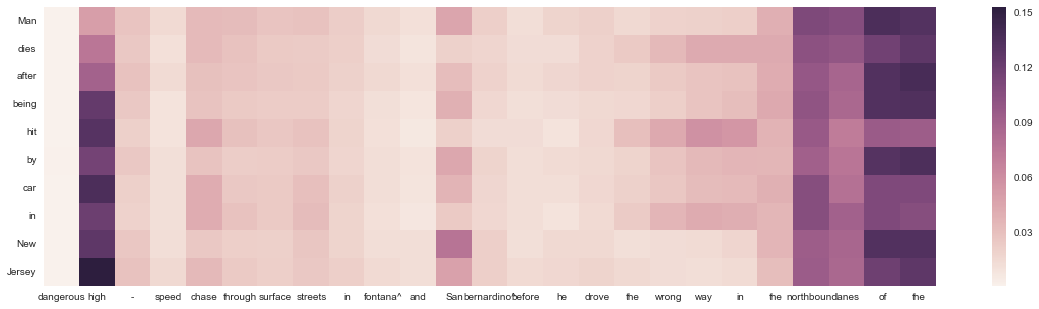 Man
dies
after
being
hit
by
car
in
New
Jersey
dangerous high - speed chase through surface streets in fontana^ and San bernardino^ before he drove the wrong way in the northbound lanes of the
0.15
0.12
0.09
0.06
0.03